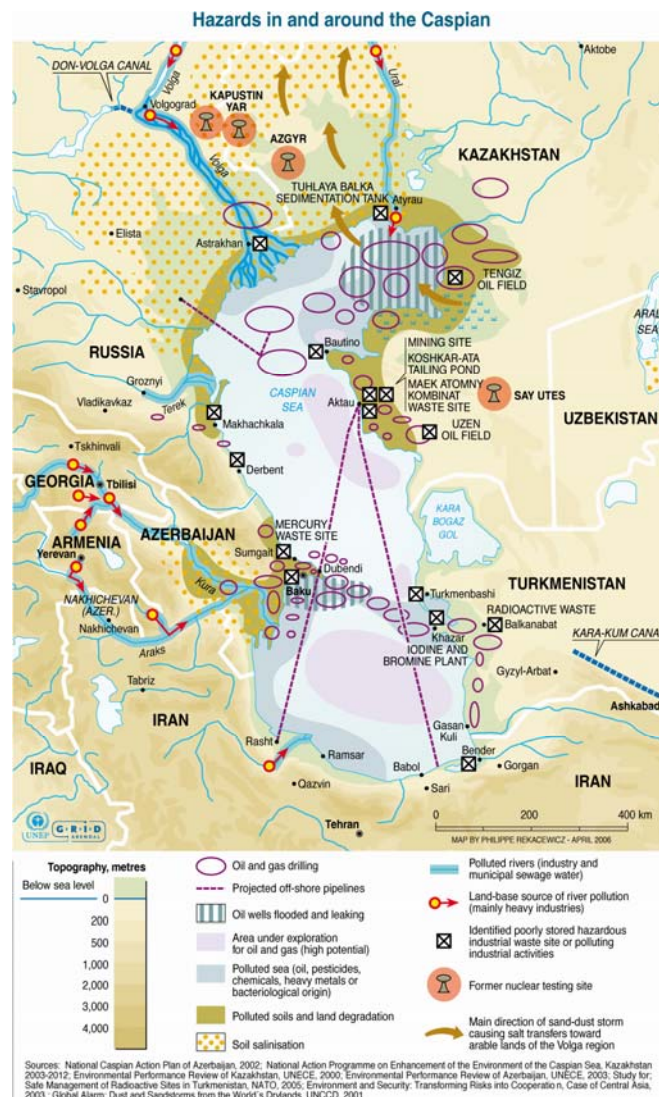 Hazards in and around the Caspian
DON-VOLGA CANAL
Volga
Volgograd
KAPUSTIN
YAR
AZGYR
Ural
Aktobe
KAZAKHSTAN
Volga
TUHLAYA BALKA
SEDIMENTATION TANK
Atyrau
Elista
Astrakhan
TENGIZ
OIL FIELD
Stavropol
ARAL
SEA
RUSSIA
Bautino
MINING SITE
KOSHKAR-ATA
TAILING POND
MAEK ATOMNY
KOMBINAT
WASTE SITE
SAY UTES
Groznyi
CASPIAN
SEA
Aktau
Vladikavkaz
Terek
UZBEKISTAN
Makhachkala
UZEN
OIL FIELD
Tskhinvali
Derbent
GEORGIA
Tbilisi
KARA
BOGAZ
GOL
ARMENIA
AZERBAIJAN
MERCURY
WASTE SITE
Yerevan
Sumgait
Dubendi
TURKMENISTAN
NAKHICHEVAN
(AZER.)
Kura
Baku
Turkmenbashi
RADIOACTIVE WASTE
Nakhichevan
Khazar
Balkanabat
KARA-KUM CANA
Araks
IODINE AND
BROMINE PLANT
Tabriz
Gyzyl-Arbat
Ashkabad
IRAN
Gasan
Kuli
Rasht
Bender
IRAQ
Ramsar
Babol
Gorgan
IRAN
Qazvin
Sari
Tehran
0 200 400 km
UNEP
G R I D
ARENDAL
MAP BY PHILIPPE REKACEWICZ - APRIL 2006
Topography, metres
Below sea level
0
200
500
1,000
2,000
3,000
4,000
Oil and gas drilling
Projected off-shore pipelines
Oil wells flooded and leaking
Area under exploration
for oil and gas (high potential)
Polluted sea (oil, pesticides,
chemicals, heavy metals or
bacteriological origin)
Polluted soils and land degradation
Soil salinisation
Polluted rivers (industry and
municipal sewage water)
Land-base source of river pollution
(mainly heavy industries)
Identified poorly stored hazardous
industrial waste site or polluting
industrial activities
Former nuclear testing site
Main direction of sand-dust storm
causing salt transfers toward
arable lands of the Volga region
Sources: National Caspian Action Plan of Azerbaijan, 2002; National Action Programme on Enhancement of the Environment of the Caspian Sea, Kazakhstan
2003-2012; Environmental Performance Review of Kazakhstan, UNECE, 2000; Environmental Performance Review of Azerbaijan, UNECE, 2003; Study for;
Safe Management of Radioactive Sites in Turkmenistan, NATO, 2005; Environment and Security: Transforming Risks into Cooperation, Case of Central Asia,
2003 ; Global Alarm: Dust and Sandstorms from the World's Drylands, UNCCD, 2001